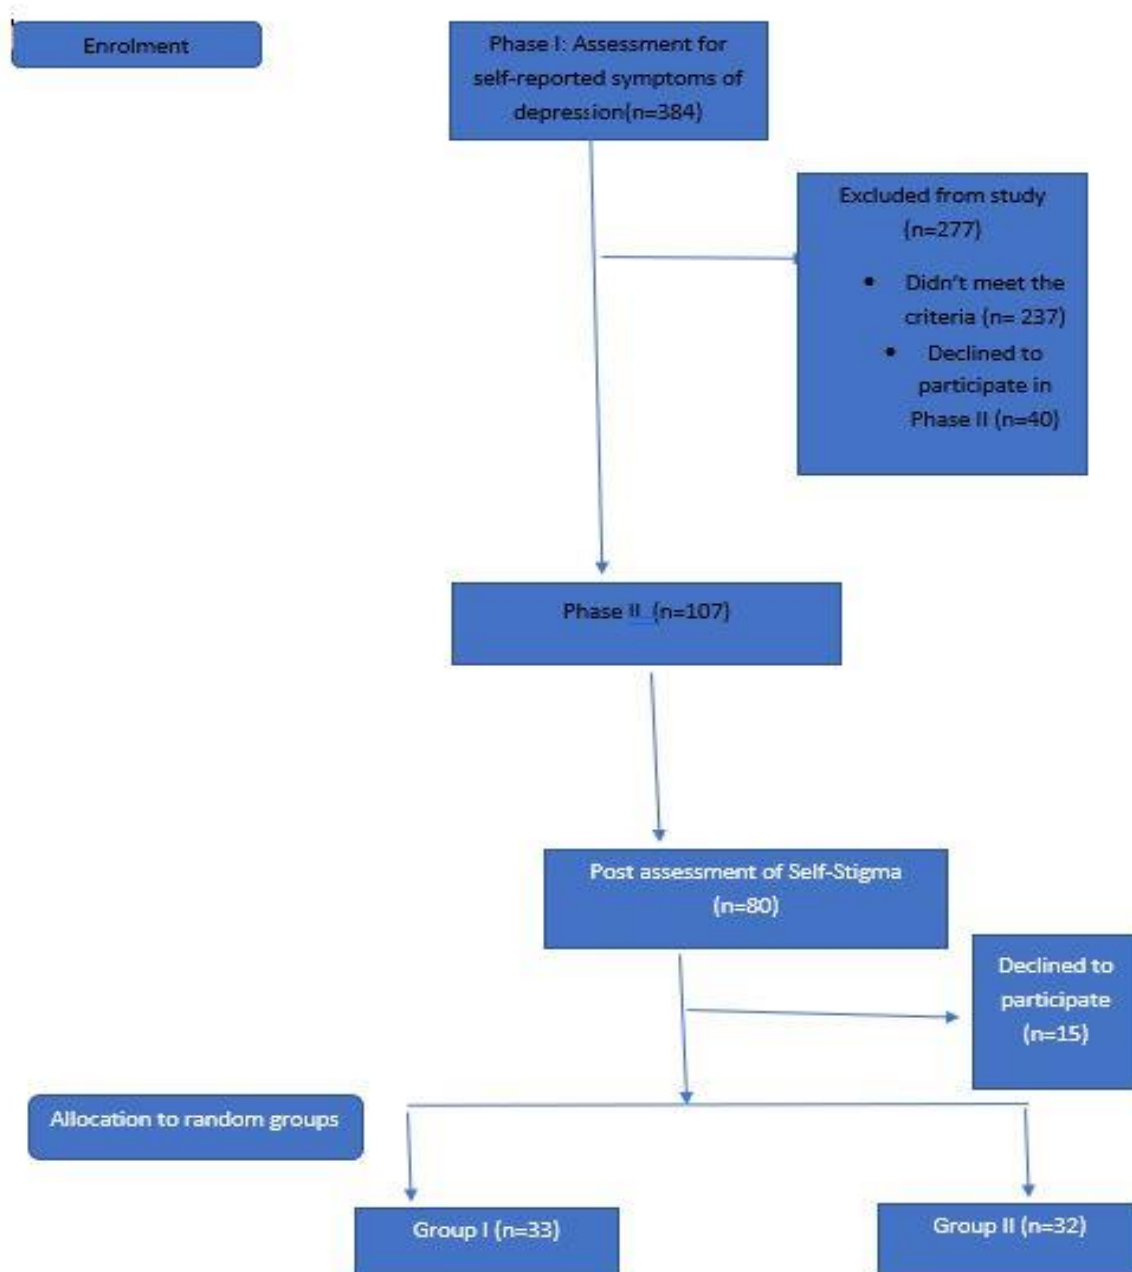 Enrolment
Phase I: Assessment for
self-reported symptoms of
depression(n=384)
Excluded from study
(n=277)
• Didn't meet the
criteria (n= 237)
• Declined to
participate in
Phase II (n=40)
Phase II (n=107)
Post assessment of Self-Stigma
(n=80)
Declined to
participate
(n=15)
Allocation to random groups
Group I (n=33)
Group II (n=32)